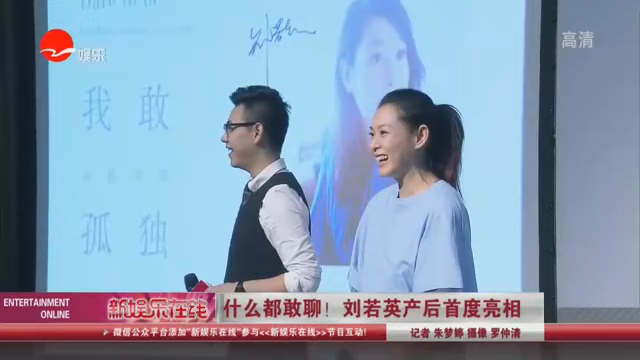 娱乐
高清
刘若英
我敢
孤独
ENTERTAINMENT
ONLINE
新娱乐在线
什么都敢聊！刘若英产后首度亮相
微信公众平台添加"新娱乐在线"参与<<新娱乐在线>>节目互动!
记者 朱梦婷 摄像 罗仲清